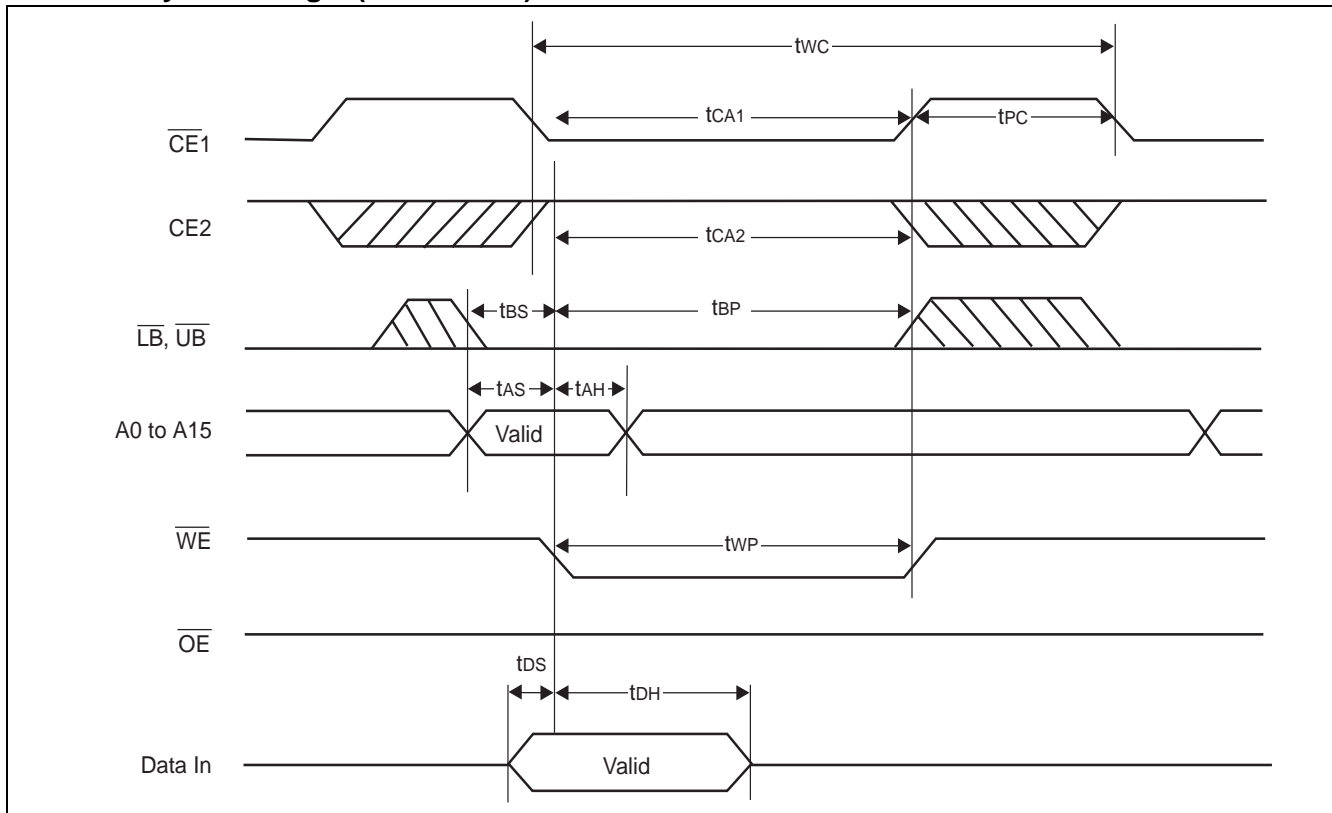 tWC
tCA1
tPC
CE1
CE2
tCA2
tBS
tBP
LB, UB
tAS
tAH
A0 to A15
Valid
WE
tWP
OE
tDS
tDH
Data In
Valid